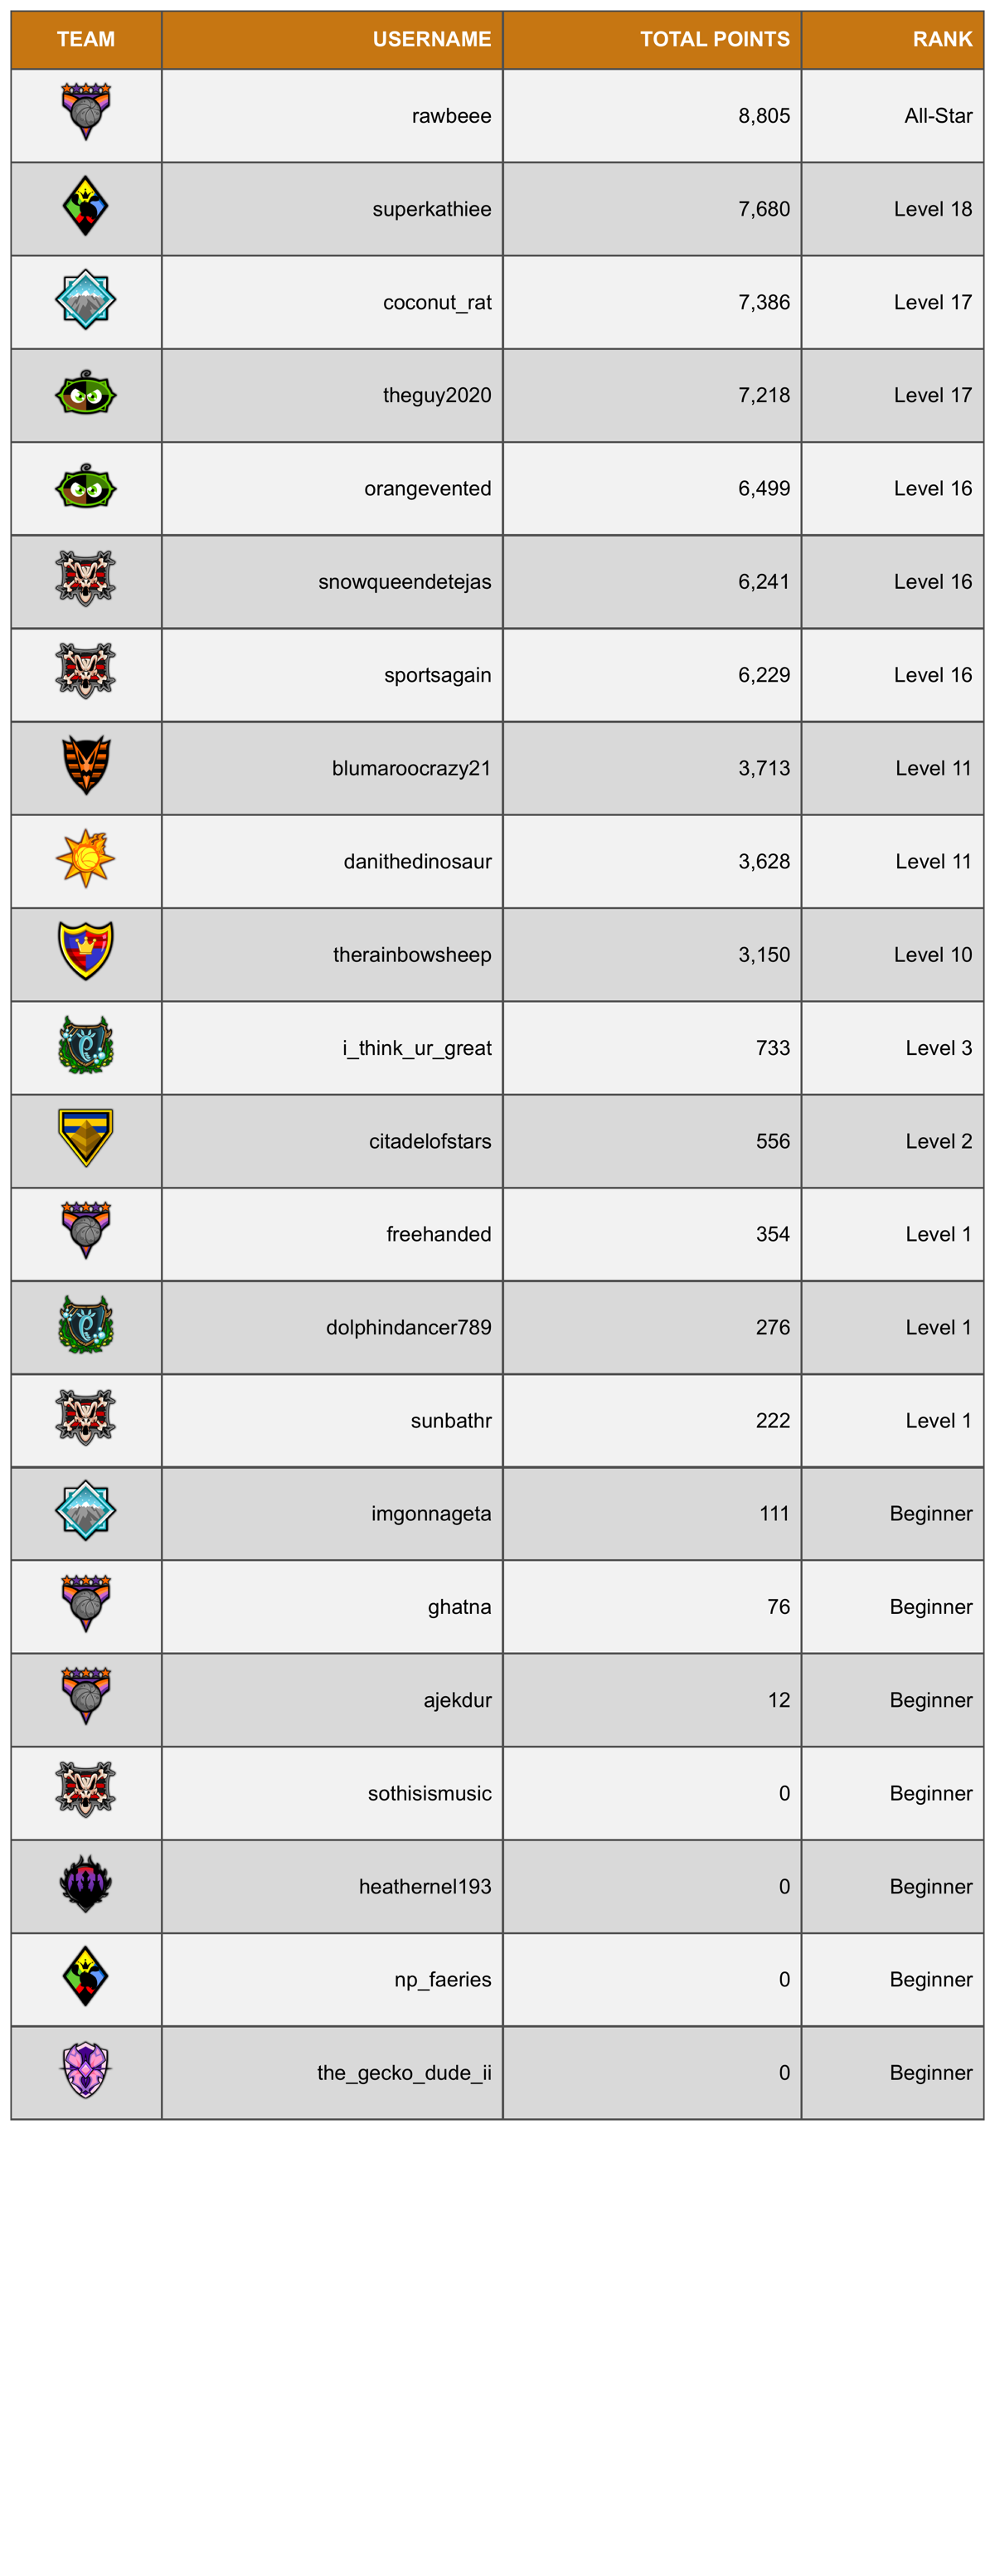 TEAM USERNAME TOTAL POINTS RANK
rawbeee 8,805 All-Star
superkathiee 7,680 Level 18
coconut_rat 7,386 Level 17
theguy2020 7,218 Level 17
orangevented 6,499 Level 16
snowqueendetejas 6,241 Level 16
sportsagain 6,229 Level 16
blumaroocrazy21 3,713 Level 11
danithedinosaur 3,628 Level 11
therainbowsheep 3,150 Level 10
i_think_ur_great 733 Level 3
citadelofstars 556 Level 2
freehanded 354 Level 1
dolphindancer789 276 Level 1
sunbathr 222 Level 1
imgonnageta 111 Beginner
ghatna 76 Beginner
ajekdur 12 Beginner
sothisismusic 0 Beginner
heathernel193 0 Beginner
np_faeries 0 Beginner
the_gecko_dude_ii 0 Beginner